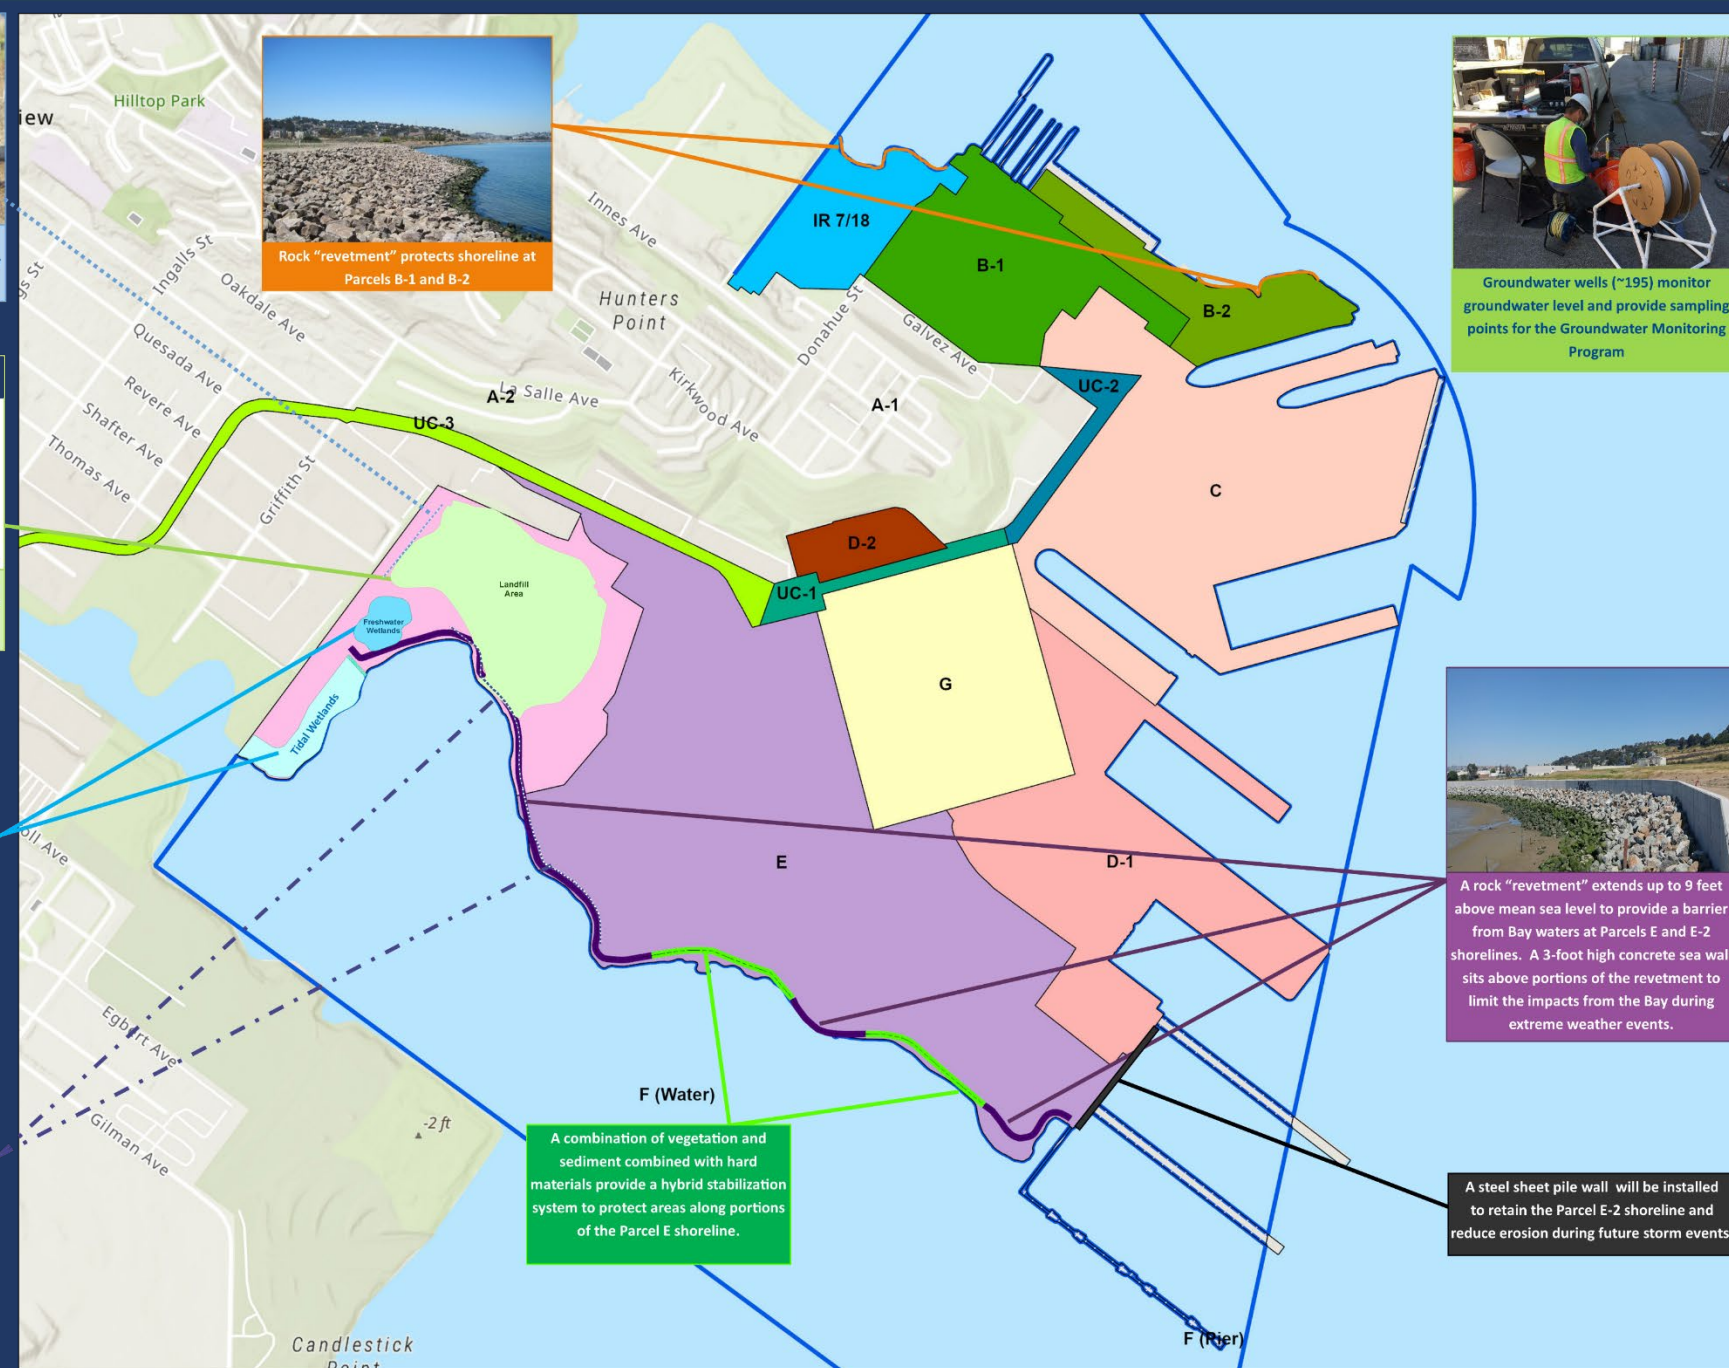 Hilltop Park
iew
Ingalls St
gs St
Oakdale Ave
Quesada Ave
Revere Ave
Shafter Ave
Thomas Ave
Griffith St
Innes Ave
Hunters
Point
Donahue St
Galvez Ave
Kirkwood Ave
La Salle Ave
A-2
A-1
UC-3
IR 7/18
B-1
B-2
UC-2
C
D-2
UC-1
G
E
D-1
Landfill
Area
Freshwater
Wetlands
Tidal Wetlands
F (Water)
F (Pier)
oll Ave
Egbert Ave
Gilman Ave
-2 ft
Candlestick
Point
Rock “revetment” protects shoreline at
Parcels B-1 and B-2
Groundwater wells (~195) monitor
groundwater level and provide sampling
points for the Groundwater Monitoring
Program
A rock “revetment” extends up to 9 feet
above mean sea level to provide a barrier
from Bay waters at Parcels E and E-2
shorelines. A 3-foot high concrete sea wal
sits above portions of the revetment to
limit the impacts from the Bay during
extreme weather events.
A combination of vegetation and
sediment combined with hard
materials provide a hybrid stabilization
system to protect areas along portions
of the Parcel E shoreline.
A steel sheet pile wall will be installed
to retain the Parcel E-2 shoreline and
reduce erosion during future storm events